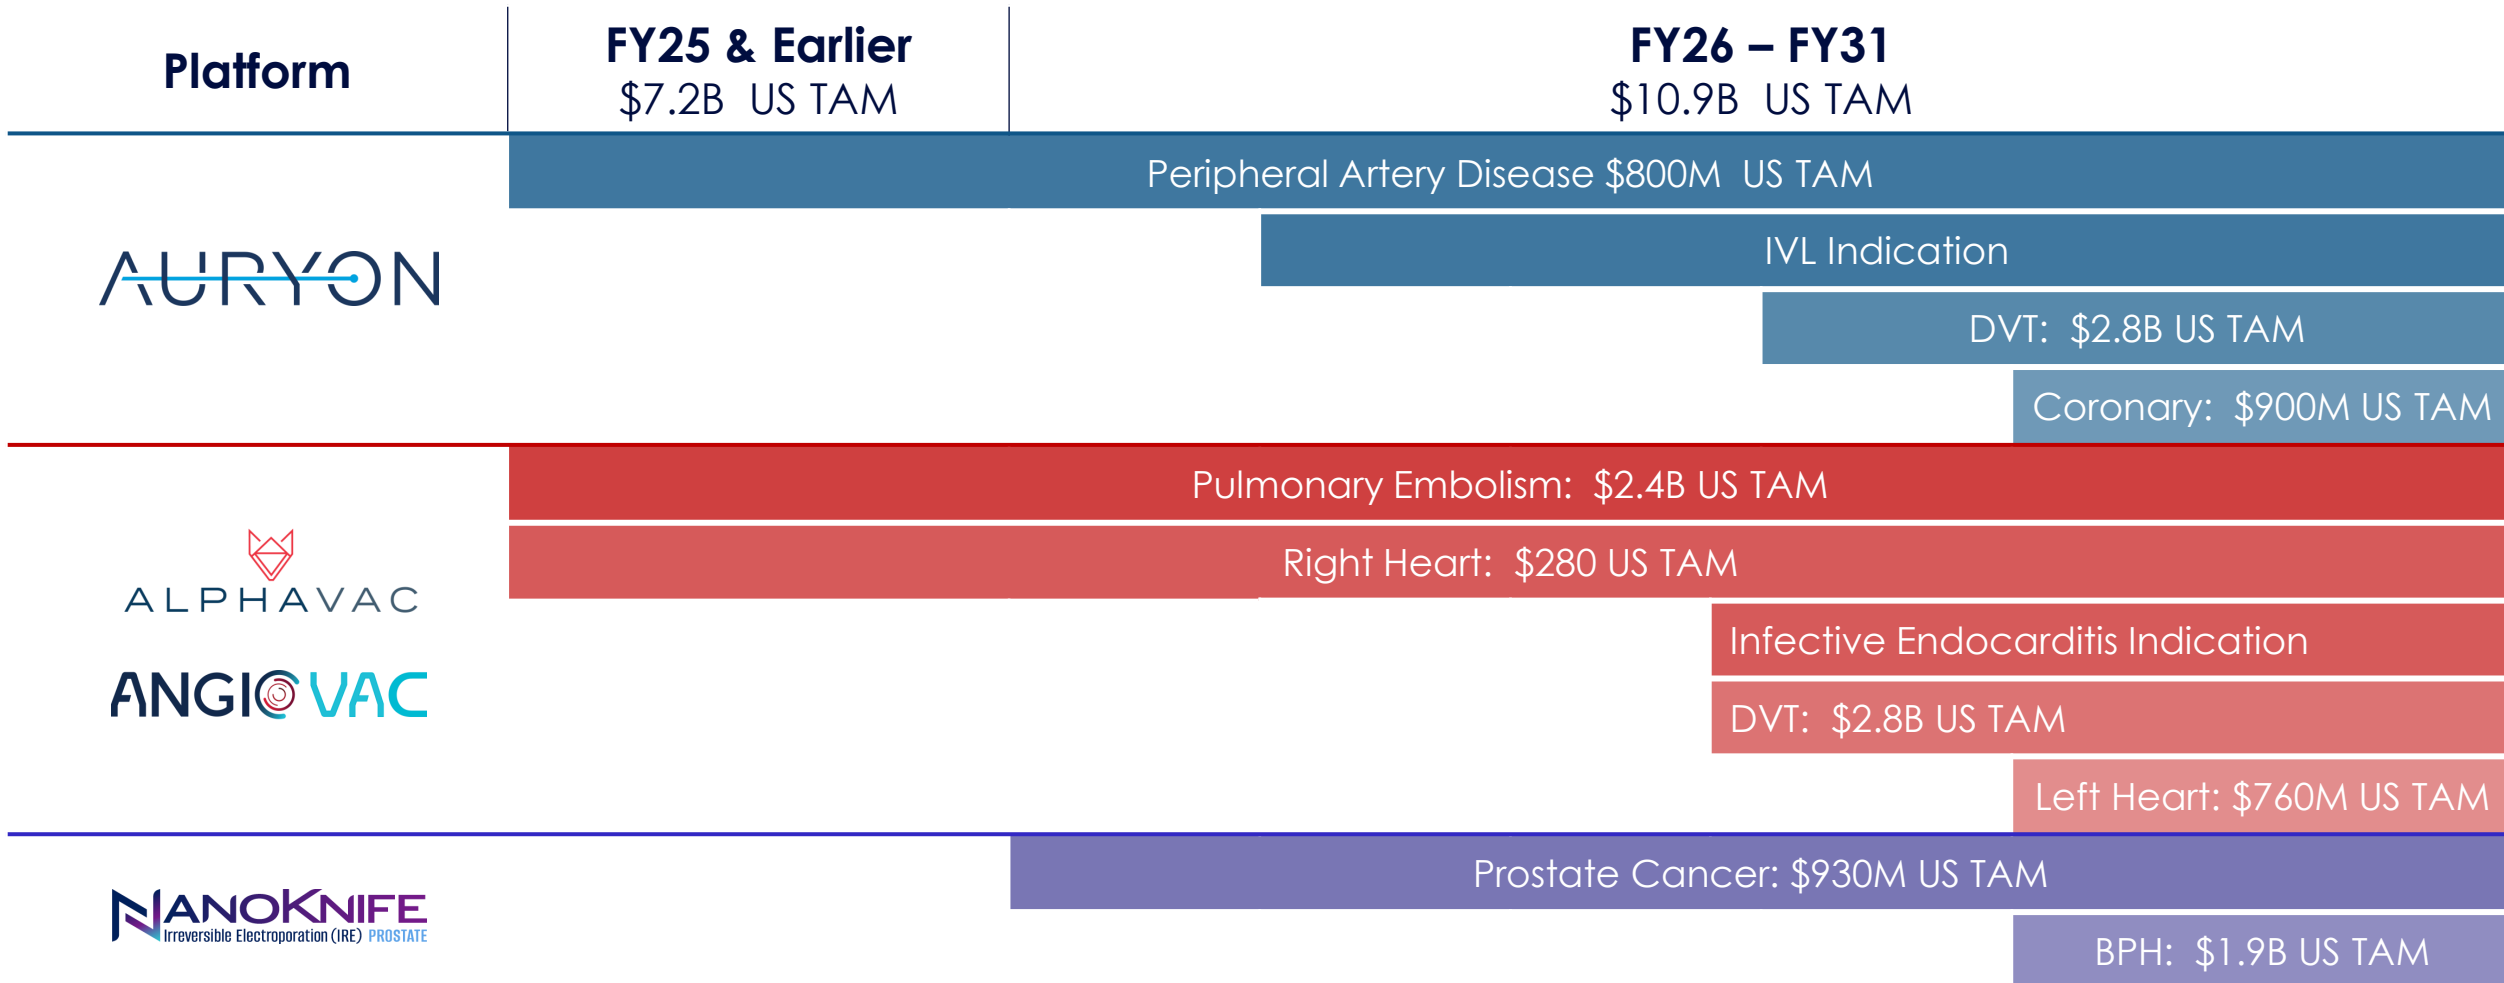 Platform
FY25 & Earlier
$7.2B US TAM
FY26 – FY31
$10.9B US TAM
AURYON
Peripheral Artery Disease $800M US TAM
IVL Indication
DVT: $2.8B US TAM
Coronary: $900M US TAM
ALPHAVAC
ANGIOVAC
Pulmonary Embolism: $2.4B US TAM
Right Heart: $280 US TAM
Infective Endocarditis Indication
DVT: $2.8B US TAM
Left Heart: $760M US TAM
NANOKNIFE
Irreversible Electroporation (IRE) PROSTATE
Prostate Cancer: $930M US TAM
BPH: $1.9B US TAM